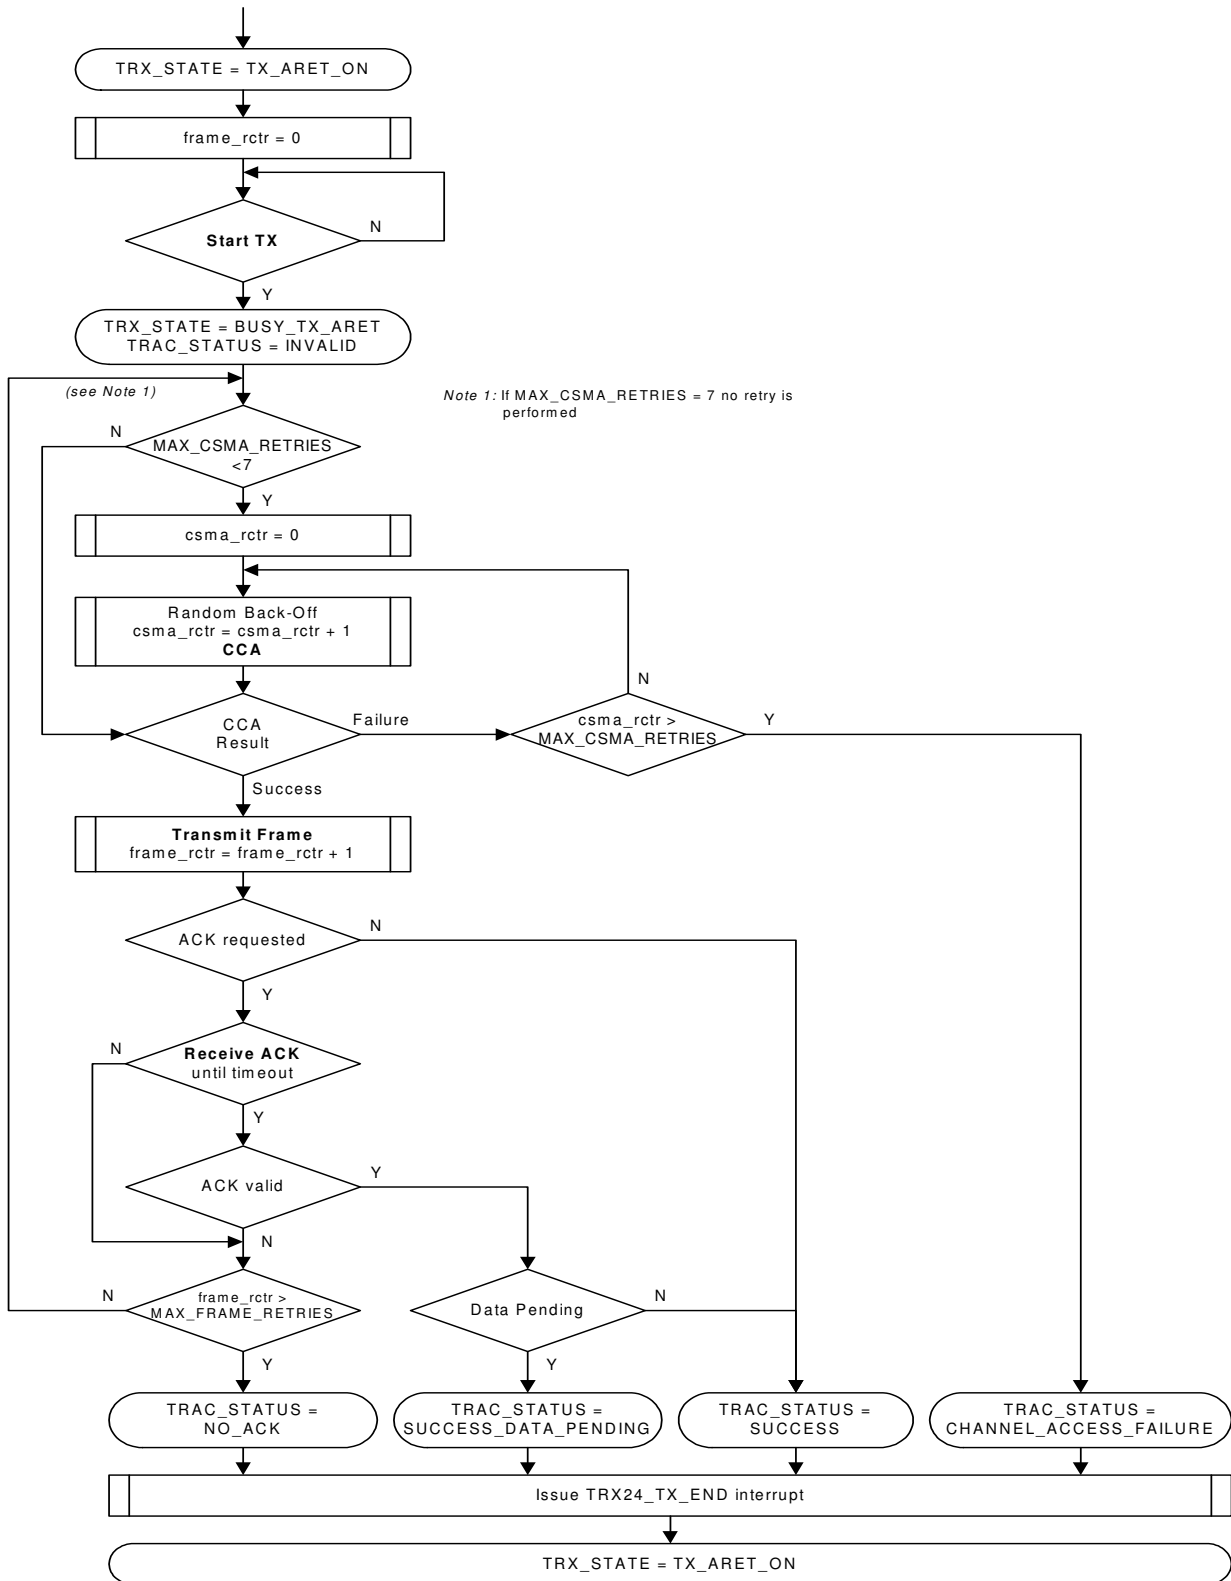 TRX_STATE = TX_ARET_ON
frame_rctr = 0
N
Start TX
Y
TRX_STATE = BUSY_TX_ARET
TRAC_STATUS = INVALID
(see Note 1)
Note 1: If MAX_CSMA_RETRIES = 7 no retry is
performed
N
MAX_CSMA_RETRIES
<7
Y
csma_rctr = 0
Random Back-Off
csma_rctr = csma_rctr + 1
CCA
N
CCA
Result
Failure
csma_rctr >
MAX_CSMA_RETRIES
Y
Success
Transmit Frame
frame_rctr = frame_rctr + 1
N
ACK requested
Y
N
Receive ACK
until timeout
Y
ACK valid
Y
N
N
frame_rctr >
MAX_FRAME_RETRIES
Data Pending
N
Y
Y
TRAC_STATUS =
NO_ACK
TRAC_STATUS =
SUCCESS_DATA_PENDING
TRAC_STATUS =
SUCCESS
TRAC_STATUS =
CHANNEL_ACCESS_FAILURE
Issue TRX24_TX_END interrupt
TRX_STATE = TX_ARET_ON